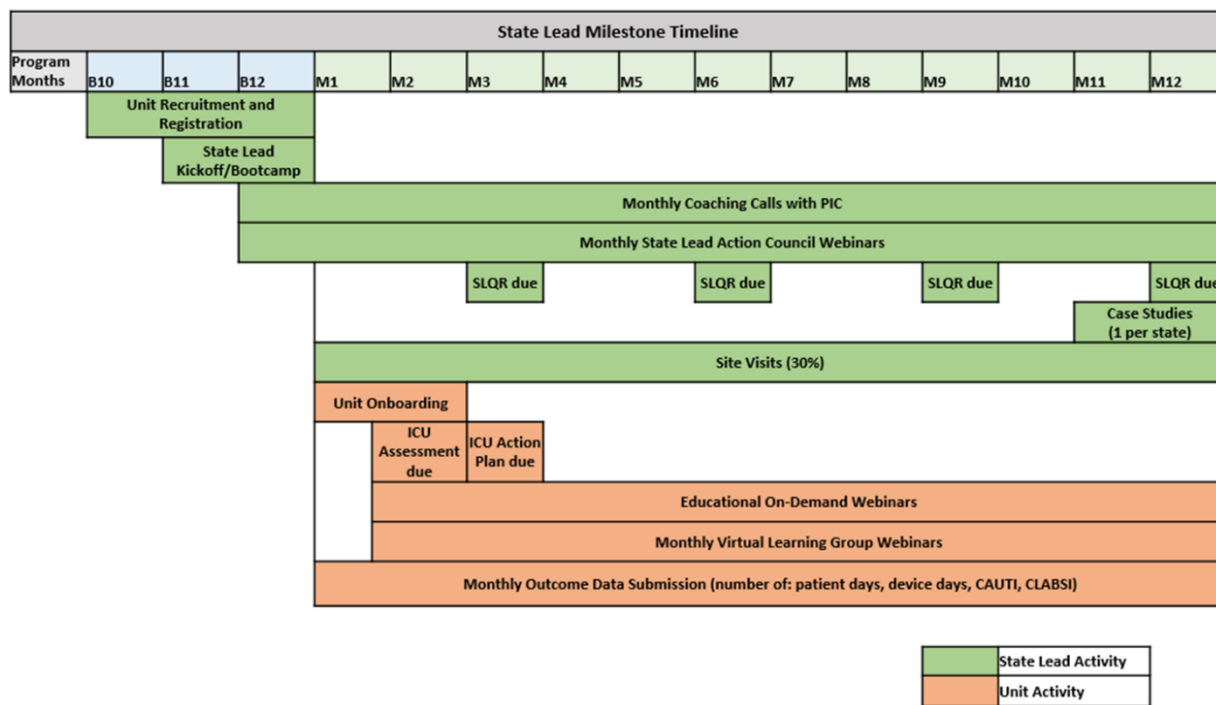 State Lead Milestone Timeline
Program
Months B10 B11 B12 M1 M2 M3 M4 M5 M6 M7 M8 M9 M10 M11 M12
Unit Recruitment and
Registration
State Lead
Kickoff/Bootcamp
Monthly Coaching Calls with PIC
Monthly State Lead Action Council Webinars
SLQR due SLQR due SLQR due SLQR due
Case Studies
(1 per state)
Site Visits (30%)
Unit Onboarding
ICU
Assessment
due
ICU Action
Plan due
Educational On-Demand Webinars
Monthly Virtual Learning Group Webinars
Monthly Outcome Data Submission (number of: patient days, device days, CAUTI, CLABSI)
State Lead Activity
Unit Activity